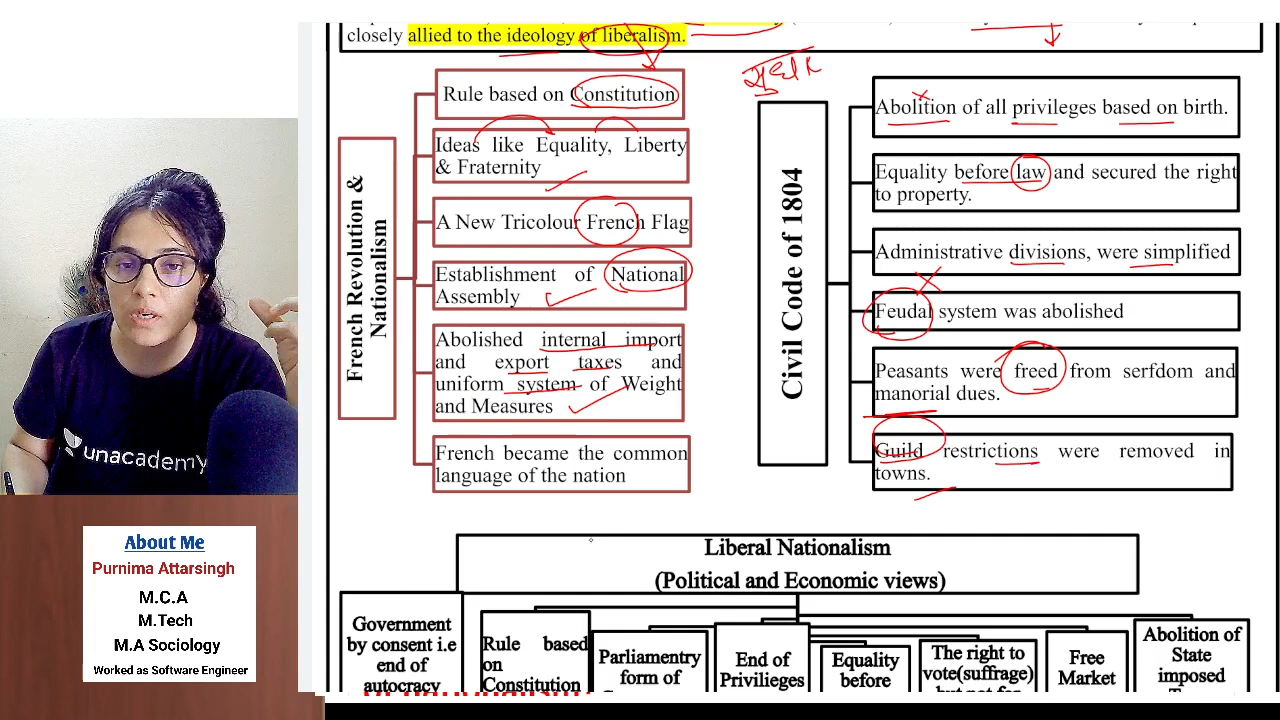 closely allied to the ideology of liberalism.
French Revolution &
Nationalism
Rule based on Constitution
Ideas like Equality, Liberty
& Fraternity
A New Tricolour French Flag
Establishment of National
Assembly
Abolished internal import
and export taxes and
uniform system of Weight
and Measures
French became the common
language of the nation
Civil Code of 1804
Abolition of all privileges based on birth.
Equality before law and secured the right
to property.
Administrative divisions, were simplified
Feudal system was abolished
Peasants were freed from serfdom and
manorial dues.
Guild restrictions were removed in
towns.
Liberal Nationalism
(Political and Economic views)
Government
by consent i.e
end of
autocracy
Rule based
on
Constitution
Parliamentry
form of
End of
Privilieges
Equality
before
The right to
vote(suffrage)
but not for
Free
Market
Abolition of
State
imposed
unacademy
About Me
Purnima Attarsingh
M.C.A
M.Tech
M.A Sociology
Worked as Software Engineer